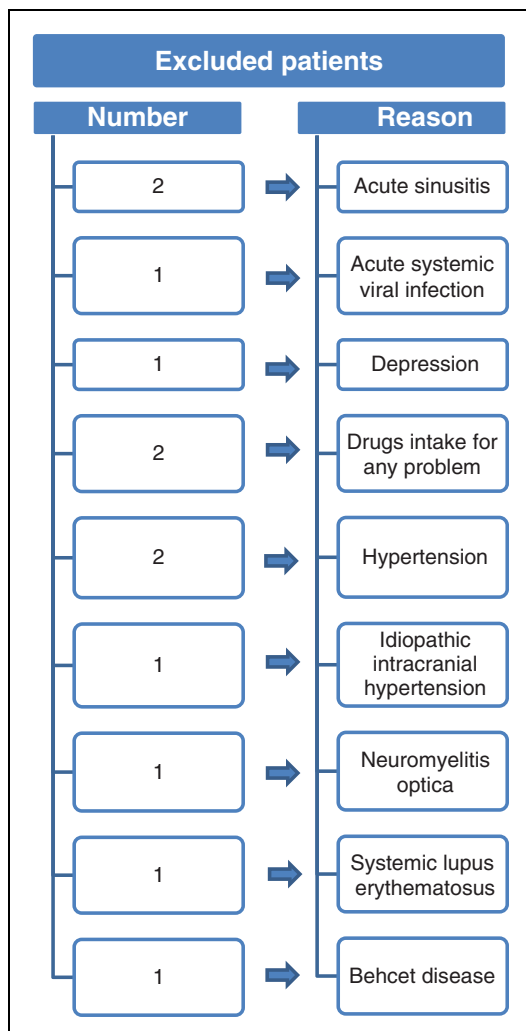 Excluded patients
Number Reason
2 Acute sinusitis
1 Acute systemic
viral infection
1 Depression
2 Drugs intake for
any problem
2 Hypertension
1 Idiopathic
intracranial
hypertension
1 Neuromyelitis
optica
1 Systemic lupus
erythematosus
1 Behcet disease